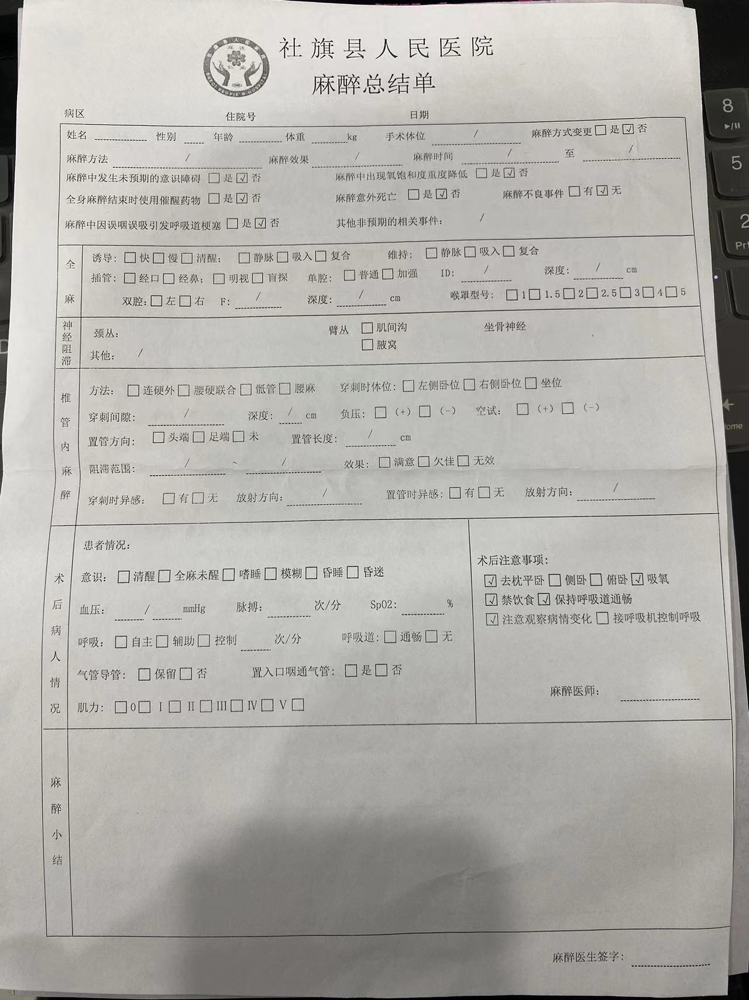 社旗县人民医院
麻醉总结单
病区 住院号 日期
姓名 性别 年龄 体重 kg 手术体位 / 麻醉方式变更 □ 是 ☑ 否
麻醉方法 / 麻醉效果 / 麻醉时间 / 至 /
麻醉中发生未预期的意识障碍 □ 是 ☑ 否 麻醉中出现氧饱和度重度降低 □ 是 ☑ 否
全身麻醉结束时使用催醒药物 □ 是 ☑ 否 麻醉意外死亡 □ 是 ☑ 否 麻醉不良事件 □ 有 ☑ 无
麻醉中因误咽误吸引发呼吸道梗塞 □ 是 ☑ 否 其他非预期的相关事件: /
全麻
诱导: □ 快 □ 慢 □ 清醒; □ 静脉 □ 吸入 □ 复合 维持: □ 静脉 □ 吸入 □ 复合
插管: □ 经口 □ 经鼻; □ 明视 □ 盲探 单腔: □ 普通 □ 加强 ID: / 深度: / cm
双腔: □ 左 □ 右 F: / 深度: / cm 喉罩型号: □ 1 □ 1.5 □ 2 □ 2.5 □ 3 □ 4 □ 5
神经阻滞
颈丛: 臂丛 □ 肌间沟 坐骨神经
□ 腋窝
其他: /
椎管内麻醉
方法: □ 连硬外 □ 腰硬联合 □ 骶管 □ 腰麻 穿刺时体位: □ 左侧卧位 □ 右侧卧位 □ 坐位
穿刺间隙: / 深度: / cm 负压: □ (+) □ (-) 空试: □ (+) □ (-)
置管方向: □ 头端 □ 足端 □ 未 置管长度: / cm
阻滞范围: / ~ / 效果: □ 满意 □ 欠佳 □ 无效
穿刺时异感: □ 有 □ 无 放射方向: / 置管时异感: □ 有 □ 无 放射方向: /
术后病人情况
患者情况:
意识: □ 清醒 □ 全麻未醒 □ 嗜睡 □ 模糊 □ 昏睡 □ 昏迷
血压: / mmHg 脉搏: 次/分 SpO2: %
呼吸: □ 自主 □ 辅助 □ 控制 次/分 呼吸道: □ 通畅 □ 无
气管导管: □ 保留 □ 否 置入口咽通气管: □ 是 □ 否
肌力: □ 0 □ I □ II □ III □ IV □ V □
术后注意事项:
☑ 去枕平卧 □ 侧卧 □ 俯卧 ☑ 吸氧
☑ 禁饮食 ☑ 保持呼吸道通畅
☑ 注意观察病情变化 □ 接呼吸机控制呼吸
麻醉医师:
麻醉小结
麻醉医生签字:
8
5
2